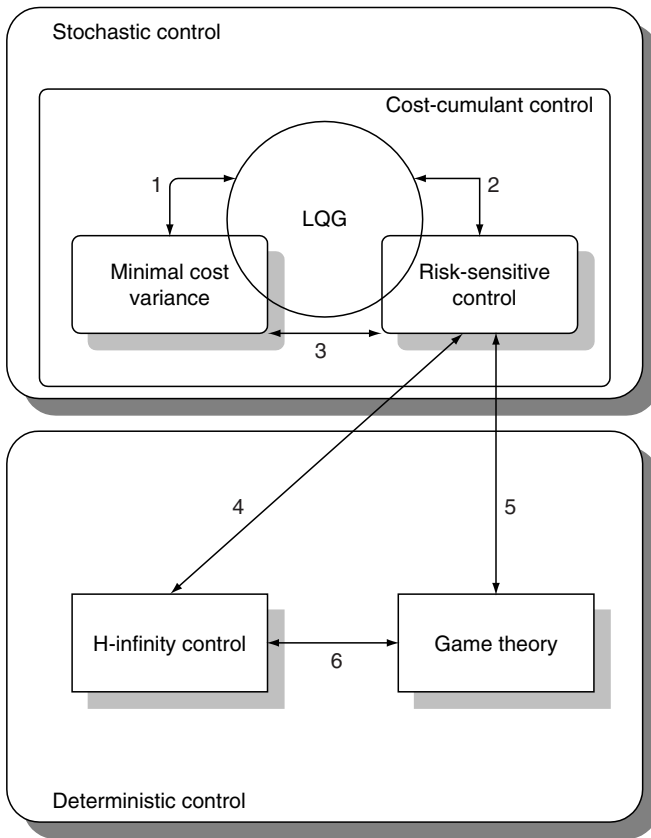 Stochastic control
Cost-cumulant control
1
2
LQG
Minimal cost
variance
Risk-sensitive
control
3
4
5
H-infinity control
Game theory
6
Deterministic control